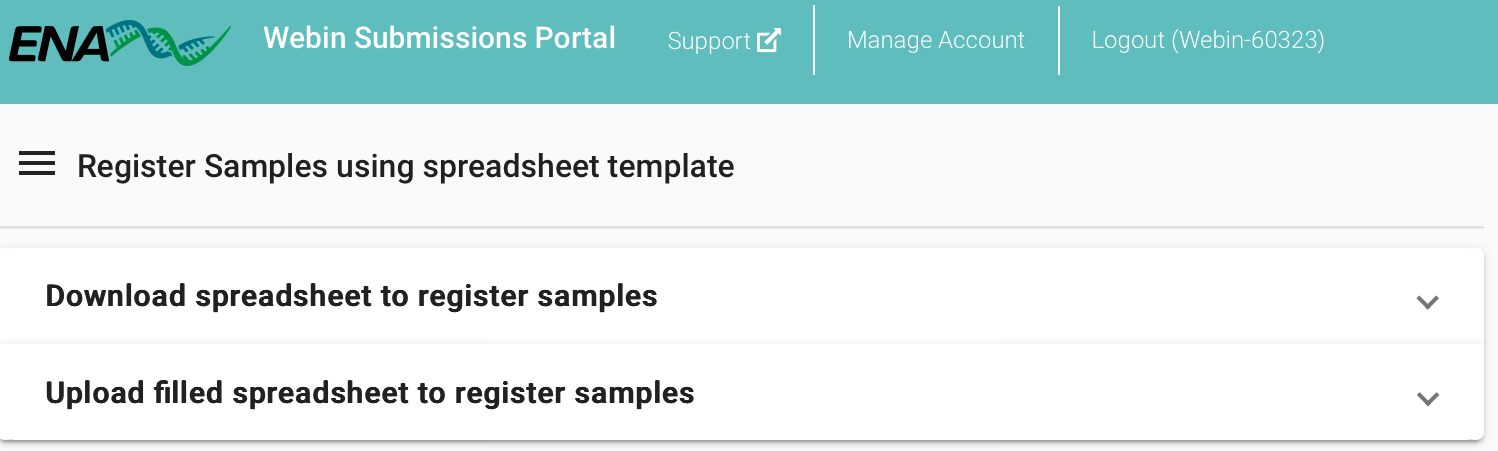 ENA Webin Submissions Portal Support Manage Account Logout (Webin-60323)
Register Samples using spreadsheet template
Download spreadsheet to register samples
Upload filled spreadsheet to register samples